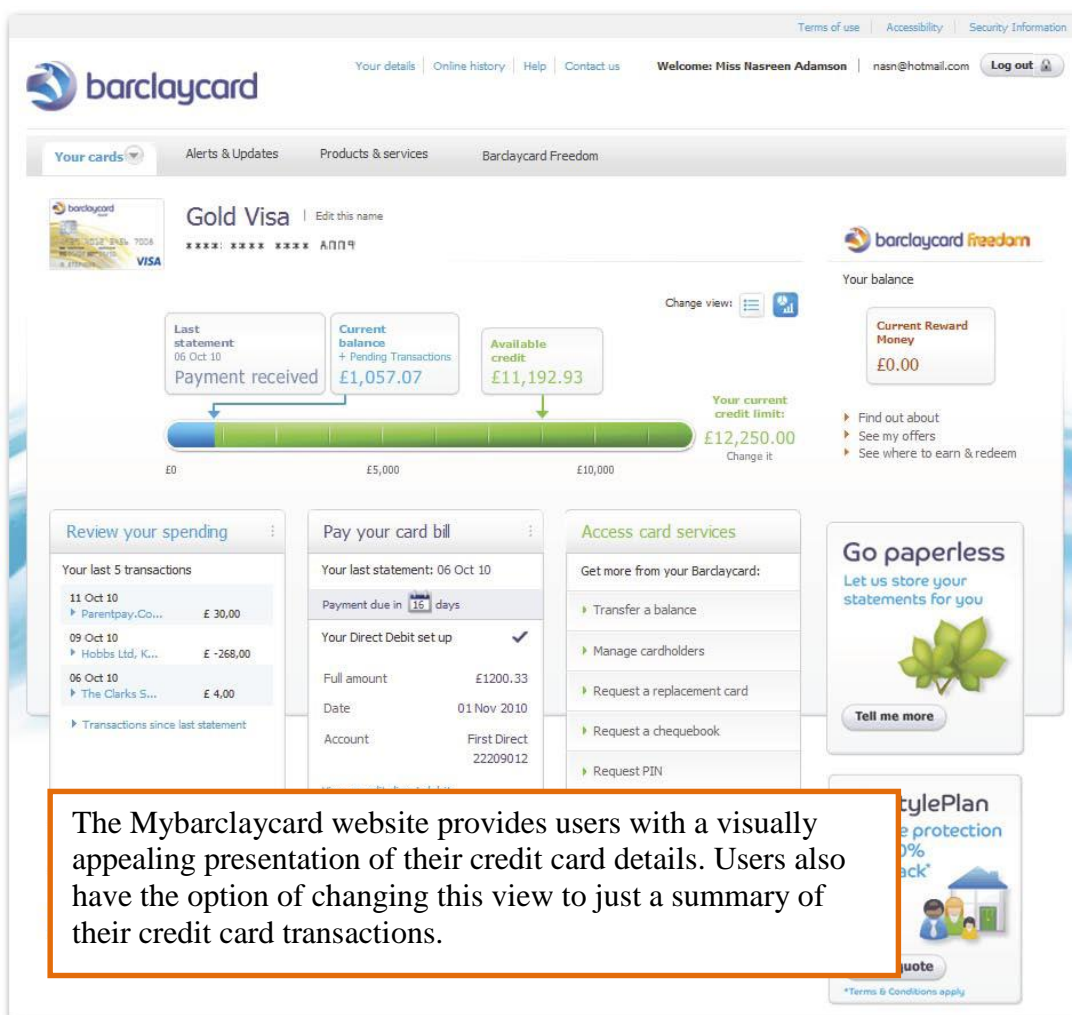 Terms of use | Accessibility | Security Information
barclaycard
Your details | Online history | Help | Contact us
Welcome: Miss Nasreen Adamson | nasn@hotmail.com
Log out
Your cards
Alerts & Updates
Products & services
Barclaycard Freedom
barclaycard
7006
VISA
Gold Visa | Edit this name
barclaycard freedom
Your balance
Current Reward
Money
£0.00
Find out about
See my offers
See where to earn & redeem
Change view:
Last
statement
06 Oct 10
Payment received
Current
balance
+ Pending Transactions
£1,057.07
Available
credit
£11,192.93
Your current
credit limit:
£12,250.00
Change it
£0
£5,000
£10,000
Review your spending
Your last 5 transactions
11 Oct 10
Parentpay.Co... £ 30,00
09 Oct 10
Hobbs Ltd, K... £ -268,00
06 Oct 10
The Clarks S... £ 4,00
Transactions since last statement
Pay your card bill
Your last statement: 06 Oct 10
Payment due in 16 days
Your Direct Debit set up
Full amount £1200.33
Date 01 Nov 2010
Account First Direct
22209012
Access card services
Get more from your Barclaycard:
Transfer a balance
Manage cardholders
Request a replacement card
Request a chequebook
Request PIN
Go paperless
Let us store your
statements for you
Tell me more
tylePlan
protection
0%
ack*
uote
*Terms & Conditions apply
The Mybarclaycard website provides users with a visually
appealing presentation of their credit card details. Users also
have the option of changing this view to just a summary of
their credit card transactions.